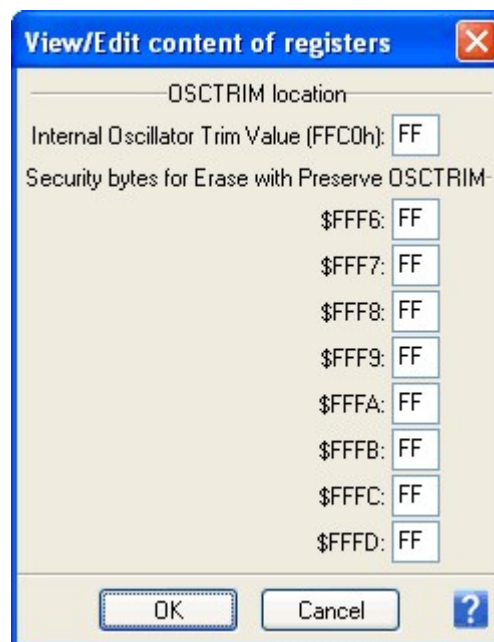 View/Edit content of registers
OSCTRIM location
Internal Oscillator Trim Value (FFC0h): FF
Security bytes for Erase with Preserve OSCTRIM
$FFF6: FF
$FFF7: FF
$FFF8: FF
$FFF9: FF
$FFFA: FF
$FFFB: FF
$FFFC: FF
$FFFD: FF
OK Cancel ?